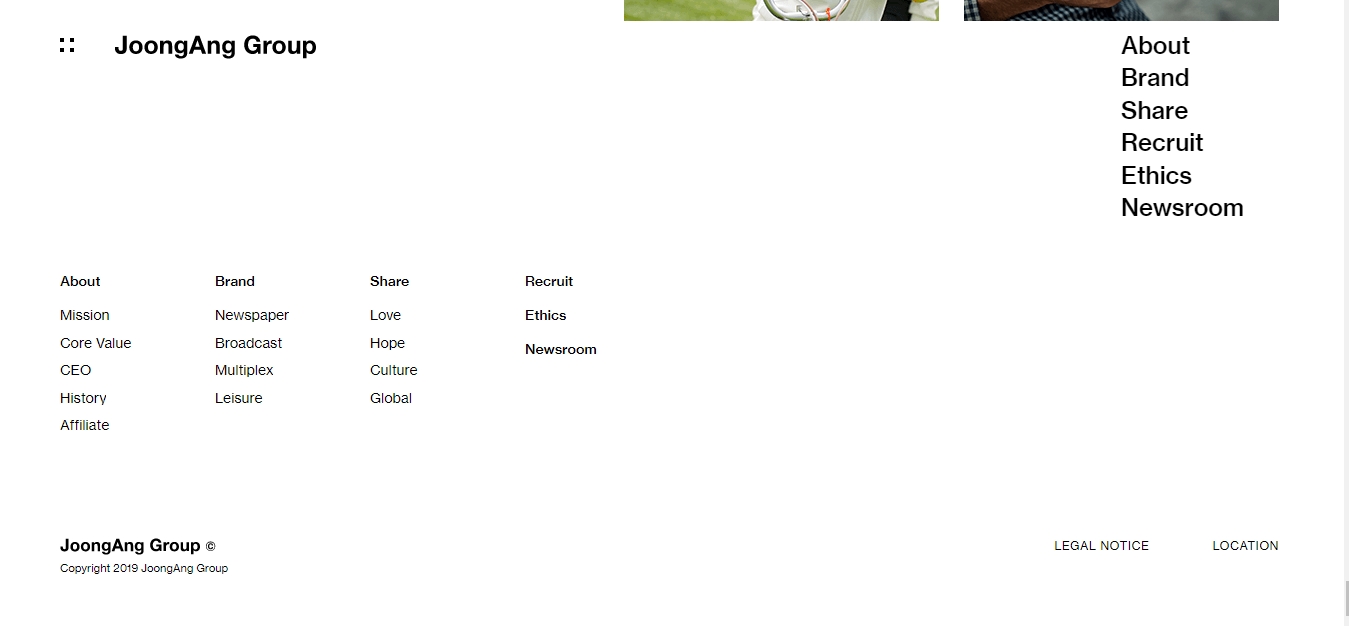 JoongAng Group
About
Brand
Share
Recruit
Ethics
Newsroom
About
Mission
Core Value
CEO
History
Affiliate
Brand
Newspaper
Broadcast
Multiplex
Leisure
Share
Love
Hope
Culture
Global
Recruit
Ethics
Newsroom
JoongAng Group ©
Copyright 2019 JoongAng Group
LEGAL NOTICE
LOCATION